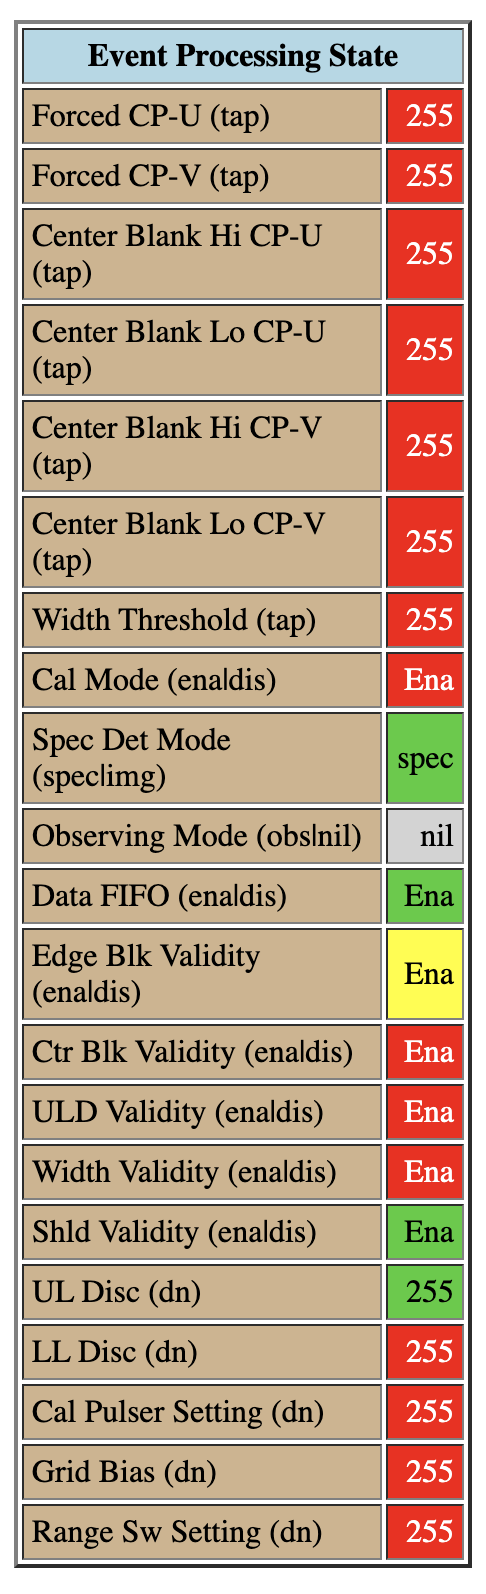 Event Processing State
Forced CP-U (tap) 255
Forced CP-V (tap) 255
Center Blank Hi CP-U
(tap) 255
Center Blank Lo CP-U
(tap) 255
Center Blank Hi CP-V
(tap) 255
Center Blank Lo CP-V
(tap) 255
Width Threshold (tap) 255
Cal Mode (ena|dis) Ena
Spec Det Mode
(spec|img) spec
Observing Mode (obs|nil) nil
Data FIFO (ena|dis) Ena
Edge Blk Validity
(ena|dis) Ena
Ctr Blk Validity (ena|dis) Ena
ULD Validity (ena|dis) Ena
Width Validity (ena|dis) Ena
Shld Validity (ena|dis) Ena
UL Disc (dn) 255
LL Disc (dn) 255
Cal Pulser Setting (dn) 255
Grid Bias (dn) 255
Range Sw Setting (dn) 255